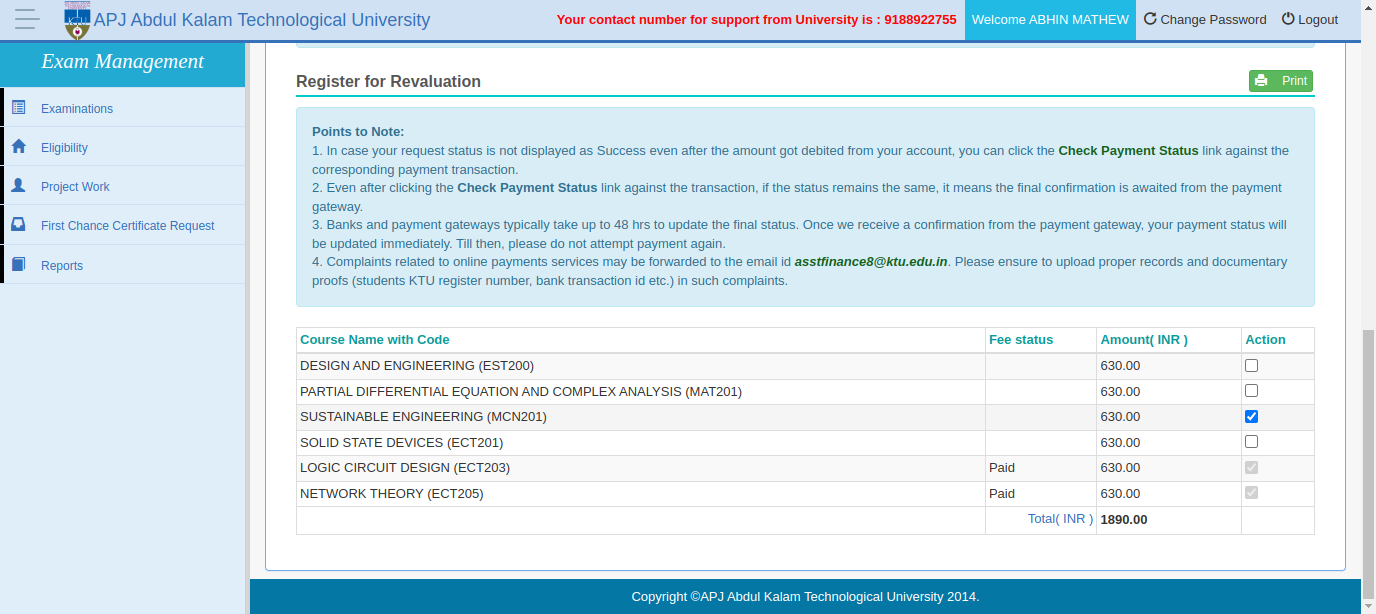 APJ Abdul Kalam Technological University
Your contact number for support from University is : 9188922755
Welcome ABHIN MATHEW
Change Password
Logout
Exam Management
Examinations
Eligibility
Project Work
First Chance Certificate Request
Reports
Register for Revaluation
Print
Points to Note:
1. In case your request status is not displayed as Success even after the amount got debited from your account, you can click the Check Payment Status link against the
corresponding payment transaction.
2. Even after clicking the Check Payment Status link against the transaction, if the status remains the same, it means the final confirmation is awaited from the payment
gateway.
3. Banks and payment gateways typically take up to 48 hrs to update the final status. Once we receive a confirmation from the payment gateway, your payment status will
be updated immediately. Till then, please do not attempt payment again.
4. Complaints related to online payments services may be forwarded to the email id asstfinance8@ktu.edu.in. Please ensure to upload proper records and documentary
proofs (students KTU register number, bank transaction id etc.) in such complaints.
Course Name with Code Fee status Amount( INR ) Action
DESIGN AND ENGINEERING (EST200) 630.00
PARTIAL DIFFERENTIAL EQUATION AND COMPLEX ANALYSIS (MAT201) 630.00
SUSTAINABLE ENGINEERING (MCN201) 630.00
SOLID STATE DEVICES (ECT201) 630.00
LOGIC CIRCUIT DESIGN (ECT203) Paid 630.00
NETWORK THEORY (ECT205) Paid 630.00
Total( INR ) 1890.00
Copyright ©APJ Abdul Kalam Technological University 2014.